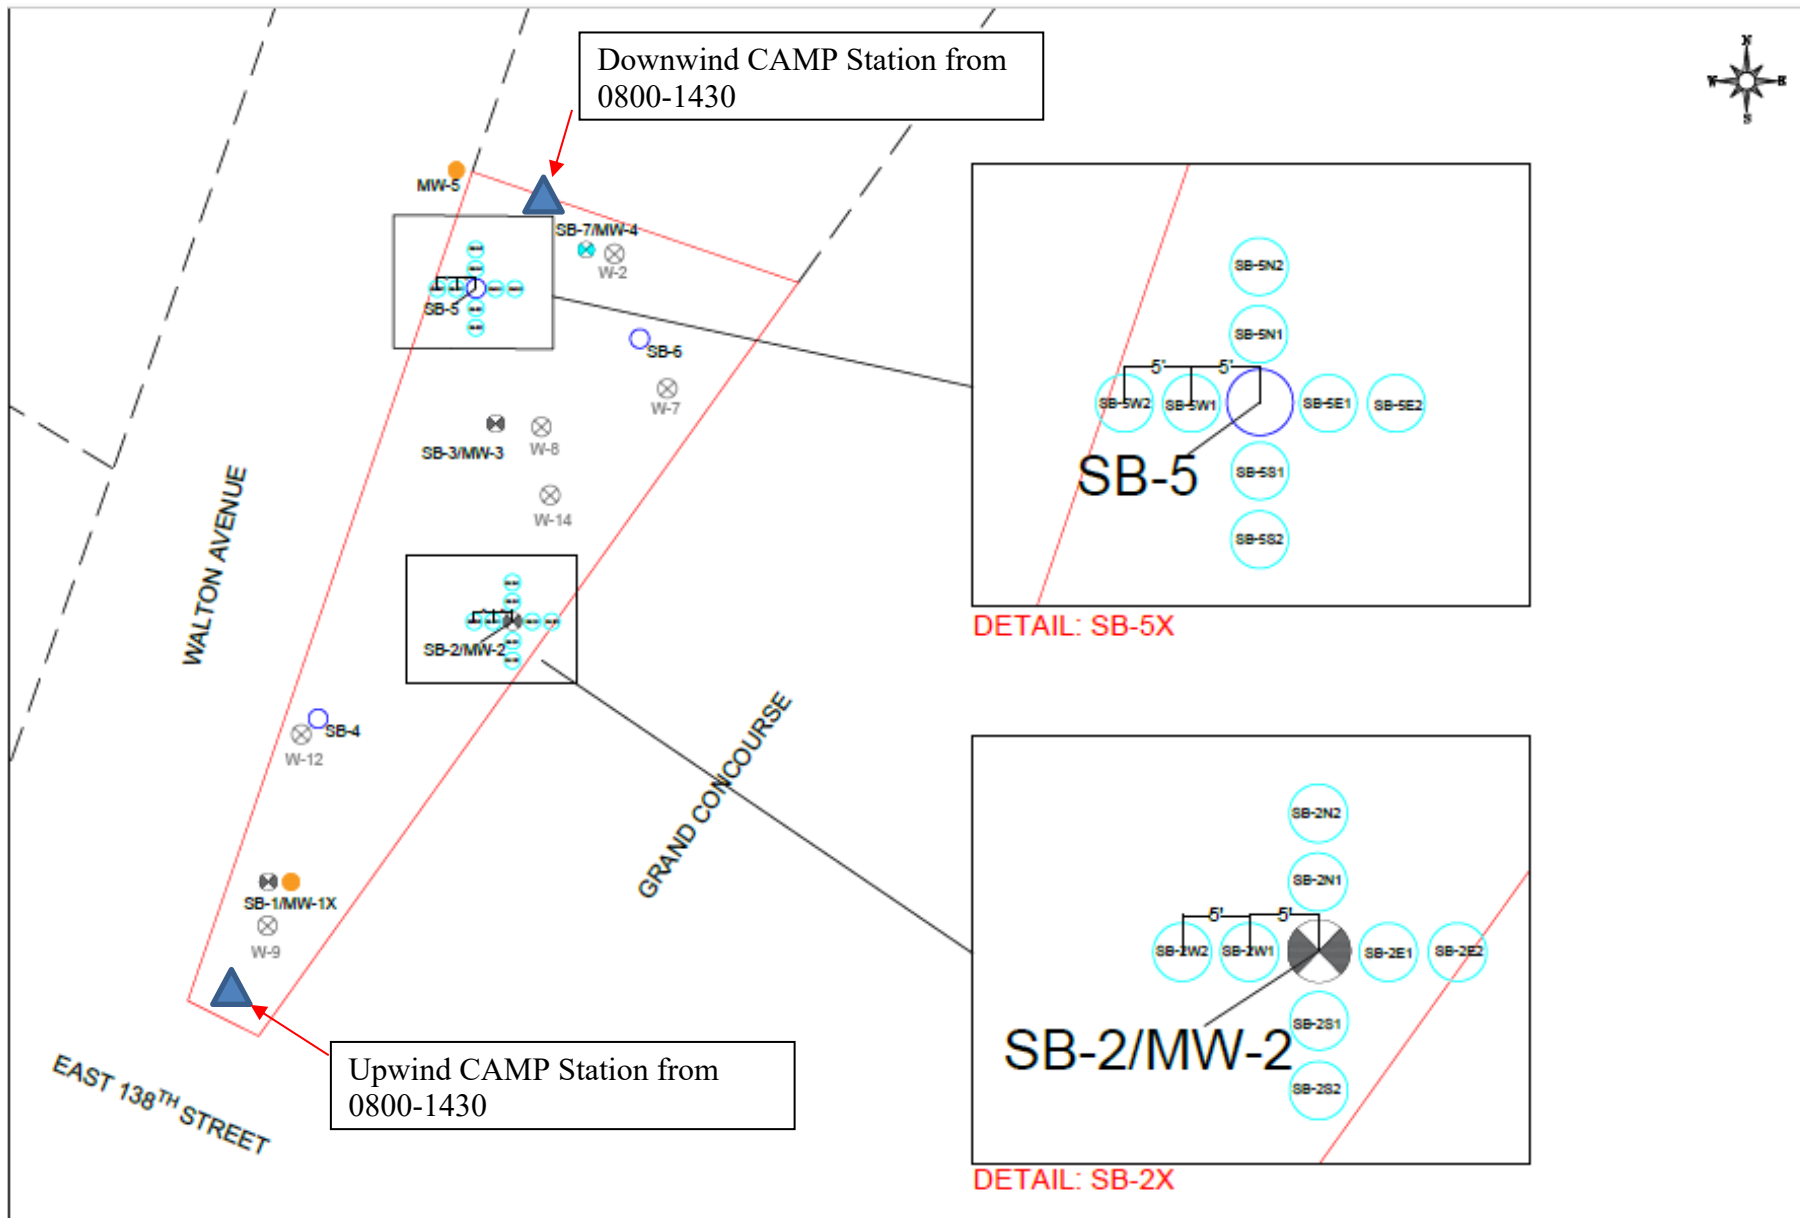 Downwind CAMP Station from
0800-1430
N
W
E
S
MW-5
SB-7/MW-4
W-2
SB-5
SB-6
W-7
SB-3/MW-3
W-8
W-14
WALTON AVENUE
SB-2/MW-2
SB-4
W-12
GRAND CONCOURSE
SB-1/MW-1X
W-9
EAST 138TH STREET
Upwind CAMP Station from
0800-1430
SB-5N2
SB-5N1
5'
5'
SB-5W2
SB-5W1
SB-5E1
SB-5E2
SB-5
SB-5S1
SB-5S2
DETAIL: SB-5X
SB-2N2
SB-2N1
5'
5'
SB-2W2
SB-2W1
SB-2E1
SB-2E2
SB-2S1
SB-2/MW-2
SB-2S2
DETAIL: SB-2X